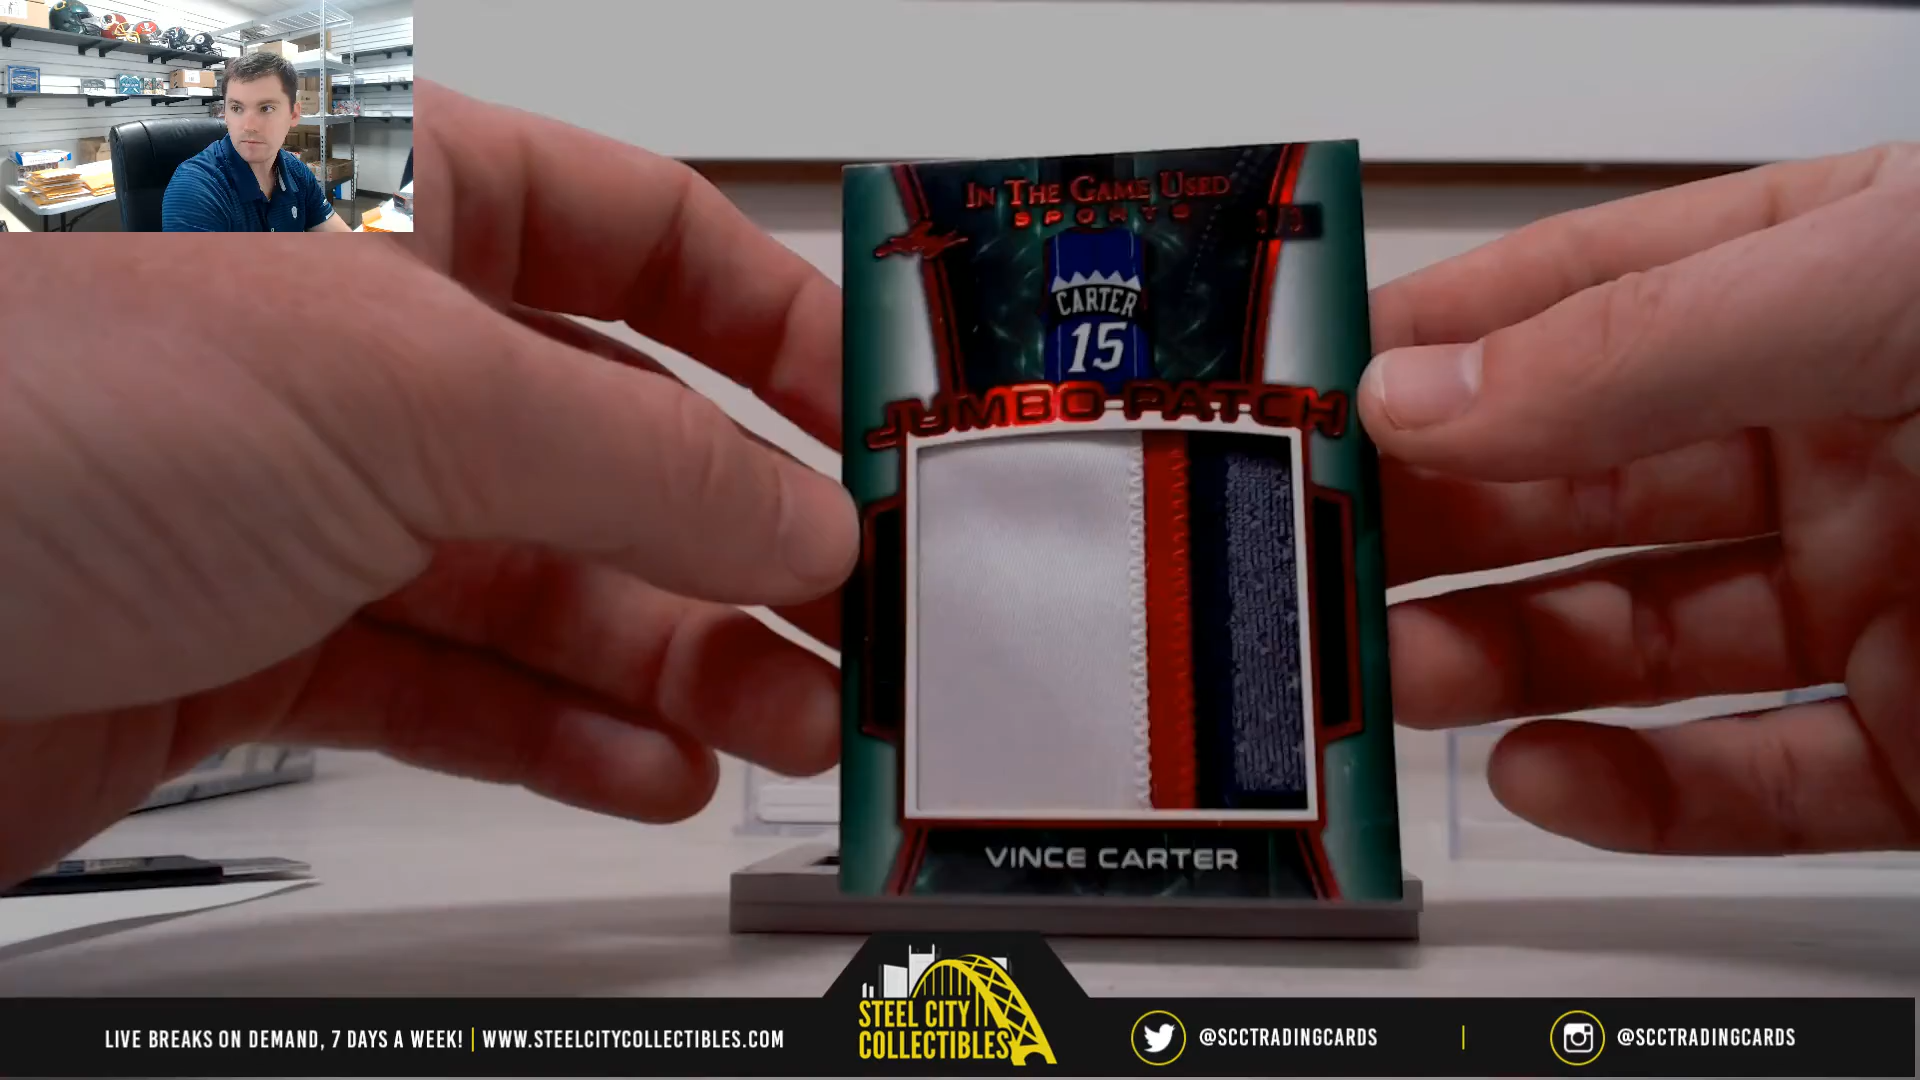 IN THE GAME USED
SPORTS
Leaf
CARTER
15
JUMBO PATCH
VINCE CARTER
STEEL CITY
COLLECTIBLES
LIVE BREAKS ON DEMAND, 7 DAYS A WEEK! | WWW.STEELCITYCOLLECTIBLES.COM
@SCCTRADINGCARDS | @SCCTRADINGCARDS